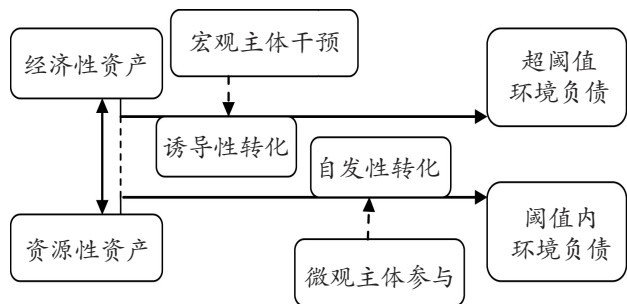 宏观主体干预
经济性资产
超阈值
环境负债
诱导性转化
自发性转化
资源性资产
阈值内
环境负债
微观主体参与